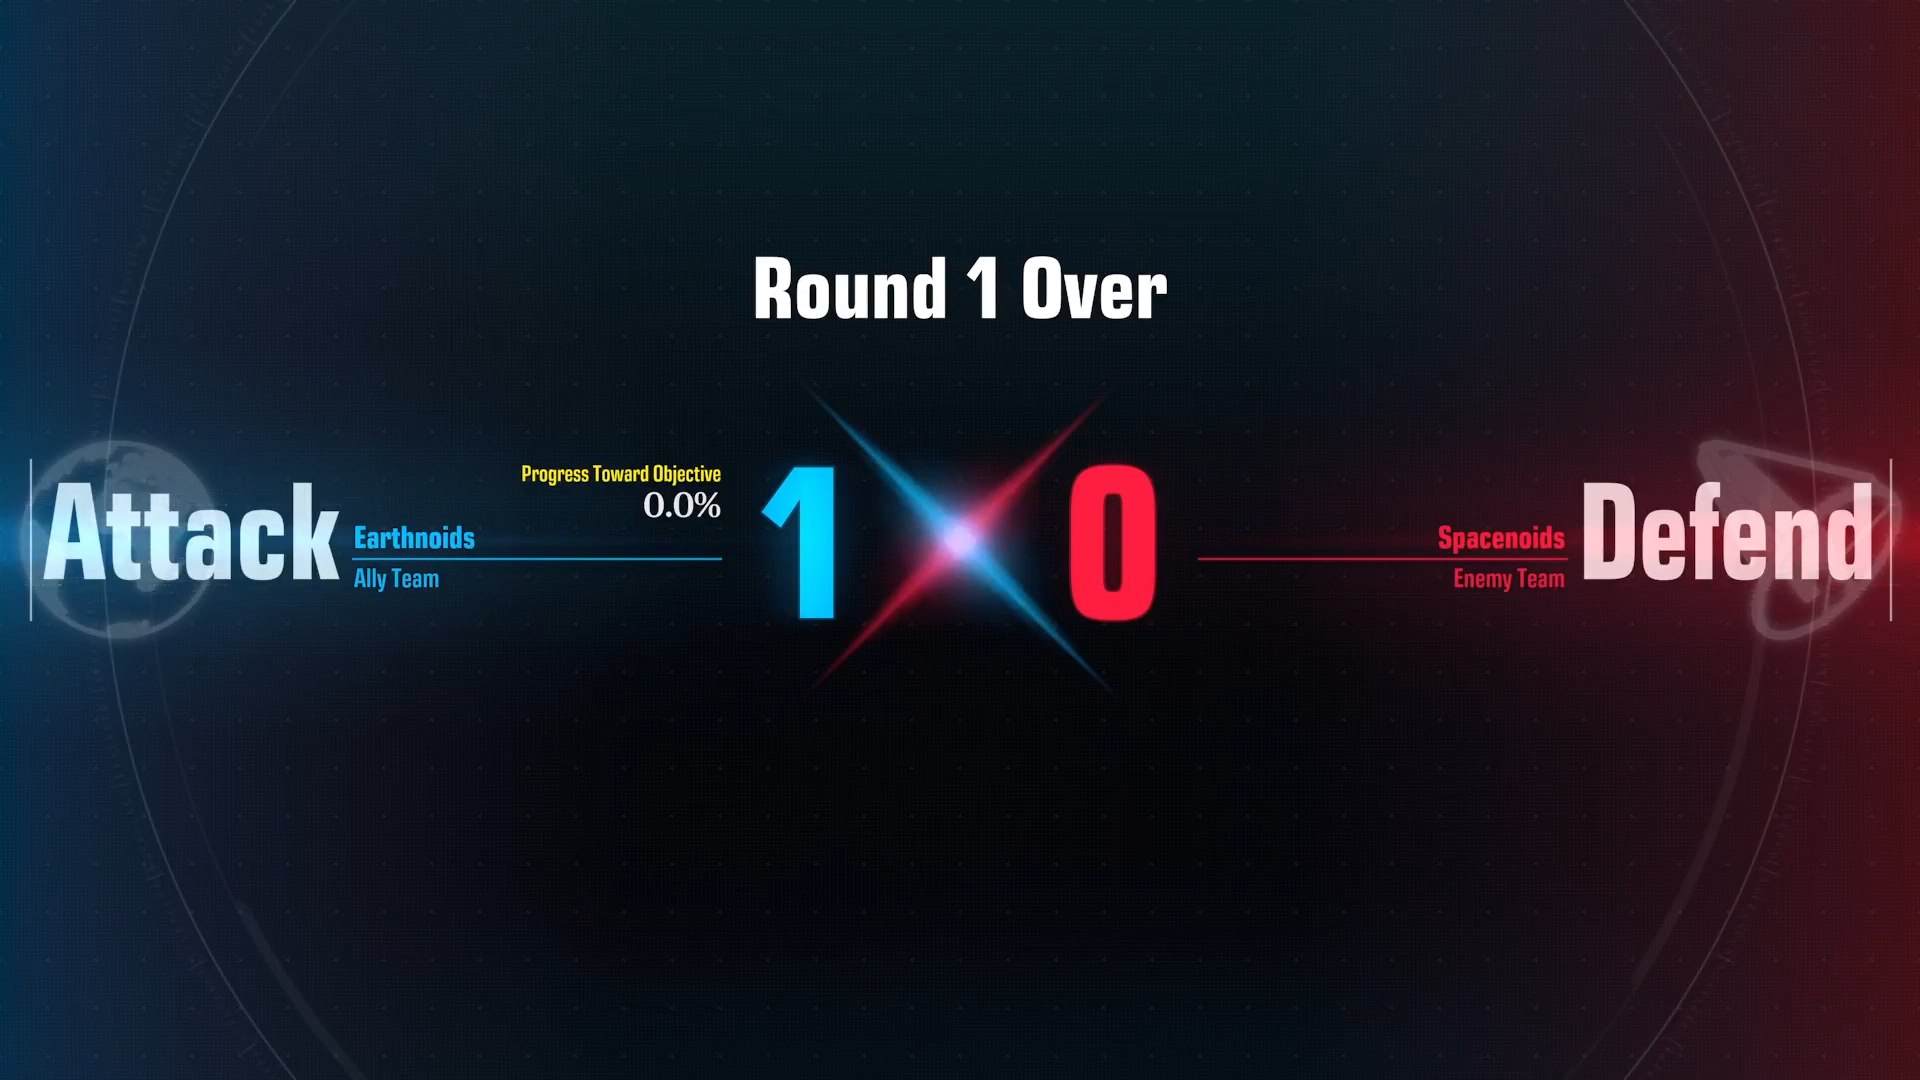 Round 1 Over
Attack
Earthnoids
Ally Team
Progress Toward Objective
0.0%
1
0
Spacenoids
Enemy Team
Defend